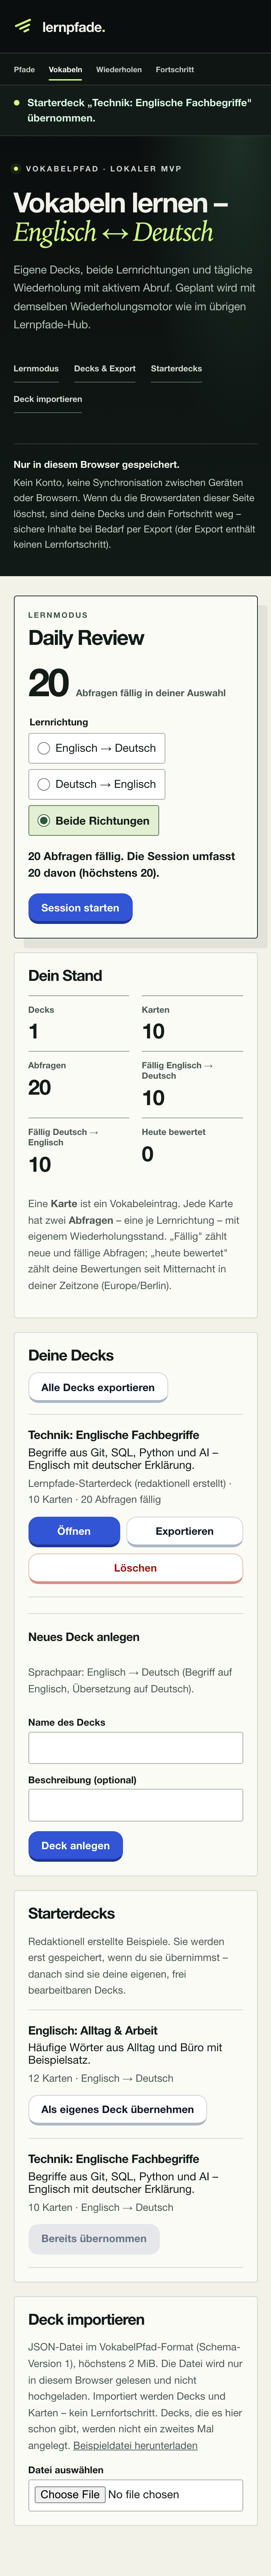 lernpfade.
Pfade Vokabeln Wiederholen Fortschritt
Starterdeck „Technik: Englische Fachbegriffe"
übernommen.
VOKABELPFAD · LOKALER MVP
Vokabeln lernen –
Englisch ↔ Deutsch
Eigene Decks, beide Lernrichtungen und tägliche
Wiederholung mit aktivem Abruf. Geplant wird mit
demselben Wiederholungsmotor wie im übrigen
Lernpfade-Hub.
Lernmodus Decks & Export Starterdecks
Deck importieren
Nur in diesem Browser gespeichert.
Kein Konto, keine Synchronisation zwischen Geräten
oder Browsern. Wenn du die Browserdaten dieser Seite
löschst, sind deine Decks und dein Fortschritt weg –
sichere Inhalte bei Bedarf per Export (der Export enthält
keinen Lernfortschritt).
LERNMODUS
Daily Review
20 Abfragen fällig in deiner Auswahl
Lernrichtung
Englisch → Deutsch
Deutsch → Englisch
Beide Richtungen
20 Abfragen fällig. Die Session umfasst
20 davon (höchstens 20).
Session starten
Dein Stand
Decks
1
Karten
10
Abfragen
20
Fällig Englisch →
Deutsch
10
Fällig Deutsch →
Englisch
10
Heute bewertet
0
Eine Karte ist ein Vokabeleintrag. Jede Karte
hat zwei Abfragen – eine je Lernrichtung – mit
eigenem Wiederholungsstand. „Fällig" zählt
neue und fällige Abfragen; „heute bewertet"
zählt deine Bewertungen seit Mitternacht in
deiner Zeitzone (Europe/Berlin).
Deine Decks
Alle Decks exportieren
Technik: Englische Fachbegriffe
Begriffe aus Git, SQL, Python und AI –
Englisch mit deutscher Erklärung.
Lernpfade-Starterdeck (redaktionell erstellt) ·
10 Karten · 20 Abfragen fällig
Öffnen
Exportieren
Löschen
Neues Deck anlegen
Sprachpaar: Englisch → Deutsch (Begriff auf
Englisch, Übersetzung auf Deutsch).
Name des Decks
Beschreibung (optional)
Deck anlegen
Starterdecks
Redaktionell erstellte Beispiele. Sie werden
erst gespeichert, wenn du sie übernimmst –
danach sind sie deine eigenen, frei
bearbeitbaren Decks.
Englisch: Alltag & Arbeit
Häufige Wörter aus Alltag und Büro mit
Beispielsatz.
12 Karten · Englisch → Deutsch
Als eigenes Deck übernehmen
Technik: Englische Fachbegriffe
Begriffe aus Git, SQL, Python und AI –
Englisch mit deutscher Erklärung.
10 Karten · Englisch → Deutsch
Bereits übernommen
Deck importieren
JSON-Datei im VokabelPfad-Format (Schema-
Version 1), höchstens 2 MiB. Die Datei wird nur
in diesem Browser gelesen und nicht
hochgeladen. Importiert werden Decks und
Karten – kein Lernfortschritt. Decks, die es hier
schon gibt, werden nicht ein zweites Mal
angelegt. Beispieldatei herunterladen
Datei auswählen
Choose File No file chosen